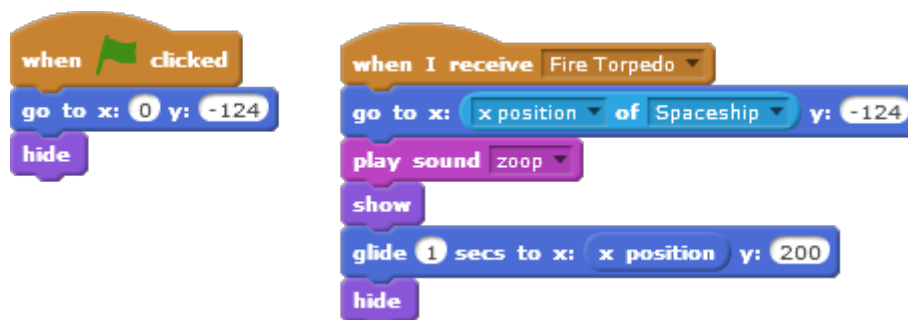 when clicked
go to x: 0 y: -124
hide
when I receive Fire Torpedo
go to x: x position of Spaceship y: -124
play sound zoop
show
glide 1 secs to x: x position y: 200
hide